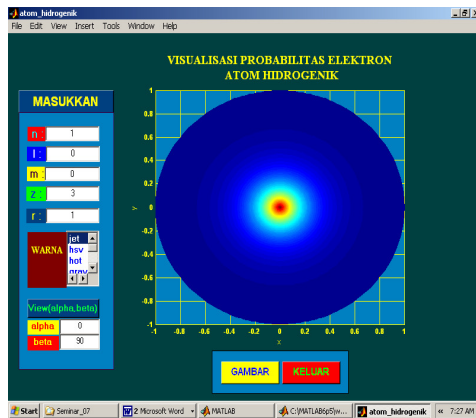 atom_hidrogenik
File Edit View Insert Tools Window Help
VISUALISASI PROBABILITAS ELEKTRON
ATOM HIDROGENIK
MASUKKAN
n : 1
l : 0
m : 0
z : 3
r : 1
WARNA
jet
hsv
hot
gray
View(alpha,beta)
alpha 0
beta 90
1
0.8
0.6
0.4
0.2
0
-0.2
-0.4
-0.6
-0.8
-1
Y
-1 -0.8 -0.6 -0.4 -0.2 0 0.2 0.4 0.6 0.8 1
X
GAMBAR KELUAR
Start Seminar_07 2 Microsoft Word MATLAB C:\MATLAB6p5\w... atom_hidrogenik « 7:27 AM